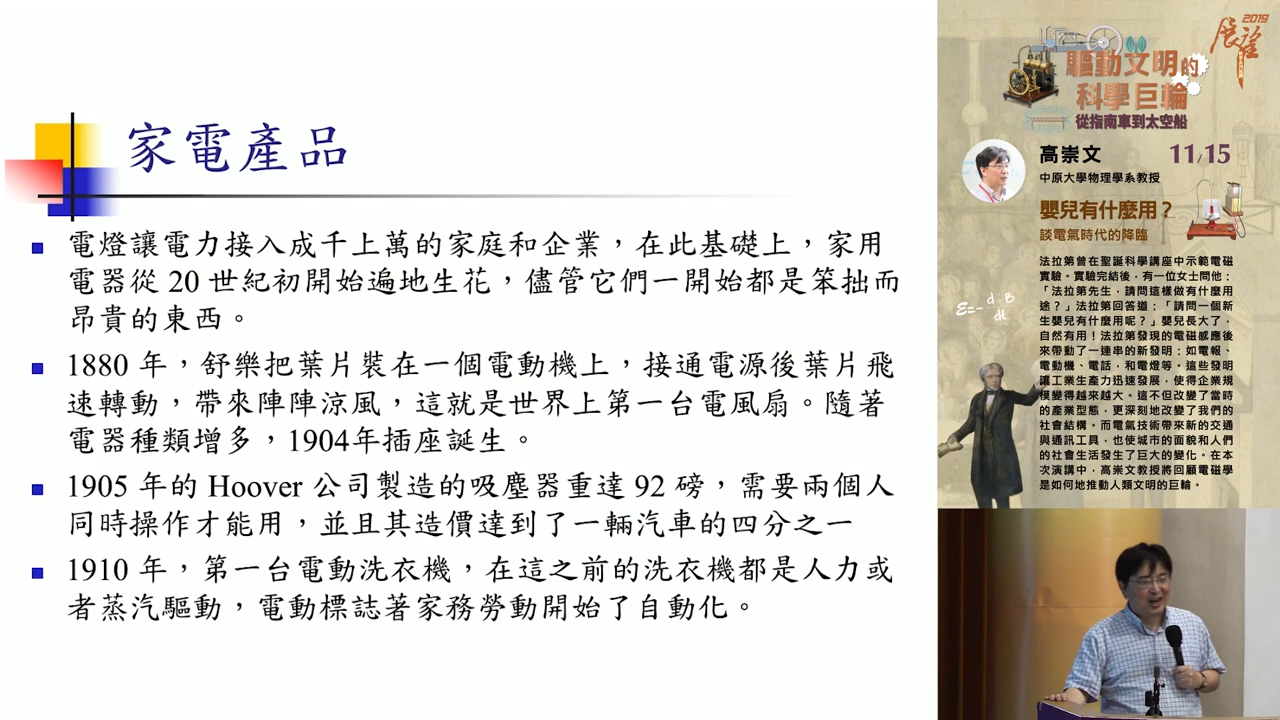 家電產品
電燈讓電力接入成千上萬的家庭和企業，在此基礎上，家用
電器從 20 世紀初開始遍地生花，儘管它們一開始都是笨拙而
昂貴的東西。
1880 年，舒樂把葉片裝在一個電動機上，接通電源後葉片飛
速轉動，帶來陣陣涼風，這就是世界上第一台電風扇。隨著
電器種類增多，1904年插座誕生。
1905 年的 Hoover 公司製造的吸塵器重達 92 磅，需要兩個人
同時操作才能用，並且其造價達到了一輛汽車的四分之一
1910 年，第一台電動洗衣機，在這之前的洗衣機都是人力或
者蒸汽驅動，電動標誌著家務勞動開始了自動化。
2019
展望
驅動文明的
科學巨輪
從指南車到太空船
高崇文 11/15
中原大學物理學系教授
嬰兒有什麼用？
談電氣時代的降臨
法拉第曾在聖誕科學講座中示範電磁
實驗。實驗完結後，有一位女士問他：
「法拉第先生，請問這樣做有什麼用
途？」法拉第回答道：「請問一個新
生嬰兒有什麼用呢？」嬰兒長大了，
自然有用！法拉第發現的電磁感應後
來帶動了一連串的新發明：如電報、
電動機、電話，和電燈等。這些發明
讓工業生產力迅速發展，使得企業規
模變得越來越大。這不但改變了當時
的產業型態，更深刻地改變了我們的
社會結構。而電氣技術帶來新的交通
與通訊工具，也使城市的面貌和人們
的社會生活發生了巨大的變化。在本
次演講中，高崇文教授將回顧電磁學
是如何地推動人類文明的巨輪。